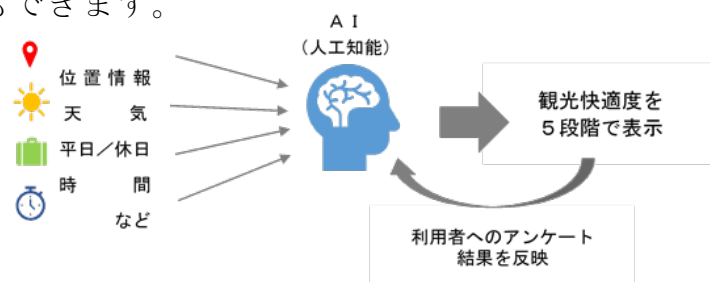 もできます。
AI
(人工知能)
位置情報
天気
平日／休日
時間
など
観光快適度を
５段階で表示
利用者へのアンケート
結果を反映